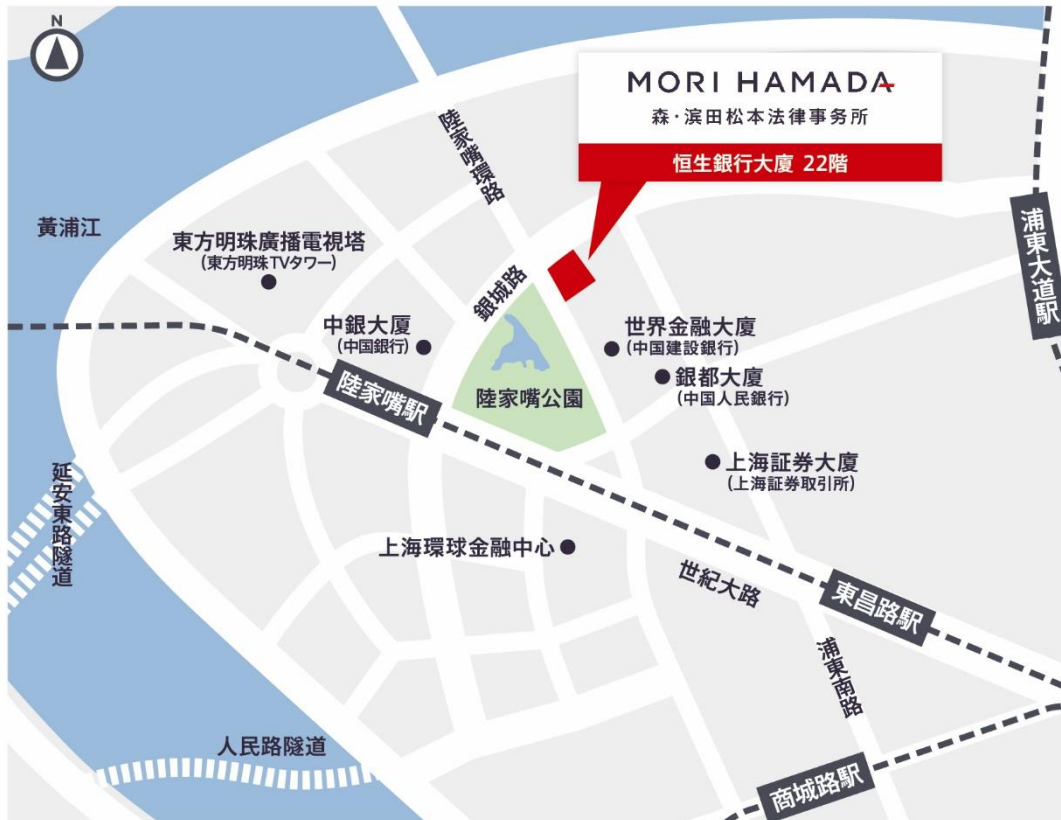 N
MORI HAMADA
森・滨田松本法律事务所
恒生銀行大廈 22階
陸家嘴環路
黃浦江
浦東大道駅
東方明珠廣播電視塔
(東方明珠TVタワー)
銀城路
中銀大厦
(中国銀行)
世界金融大廈
(中国建設銀行)
銀都大廈
(中国人民銀行)
陸家嘴駅
陸家嘴公園
上海証券大廈
(上海証券取引所)
延安東路隧道
上海環球金融中心
世紀大路
東昌路駅
浦東南路
人民路隧道
商城路駅